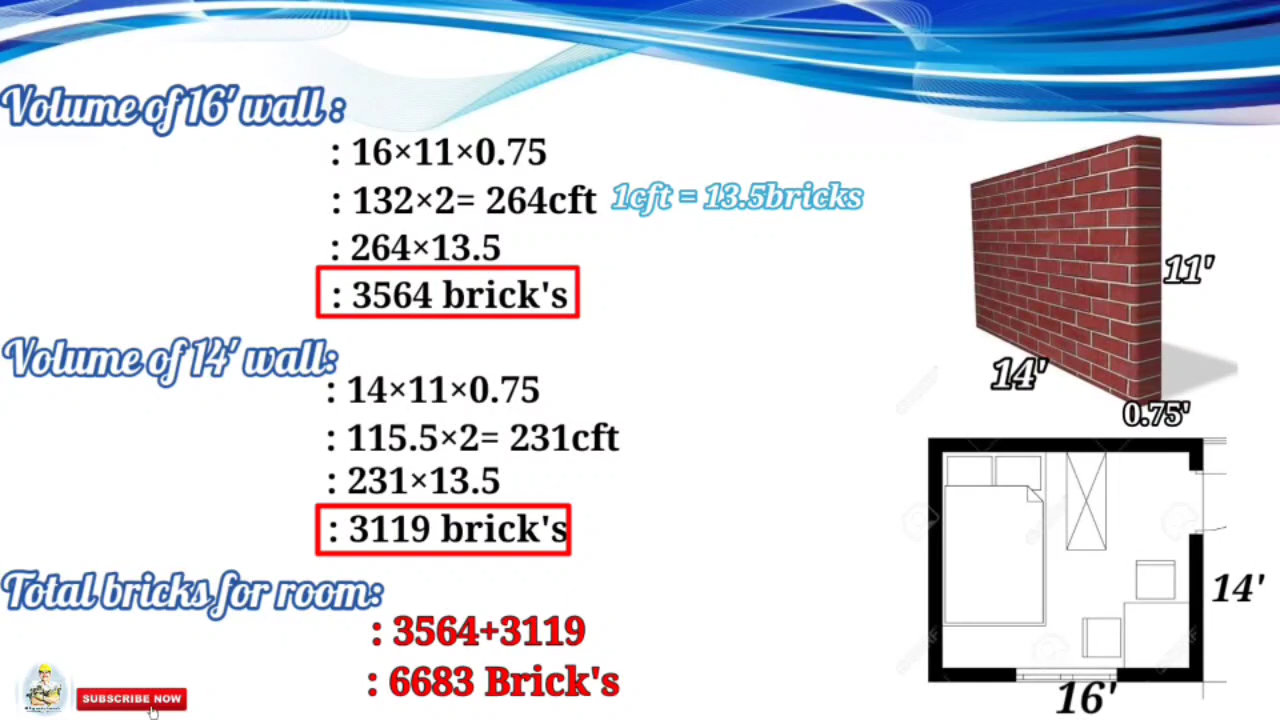 Volume of 16' wall :
: 16×11×0.75
: 132×2= 264cft 1cft = 13.5bricks
: 264×13.5
: 3564 brick's
11'
Volume of 14' wall:
14'
: 14×11×0.75
0.75'
: 115.5×2= 231cft
: 231×13.5
: 3119 brick's
Total bricks for room:
14'
: 3564+3119
: 6683 Brick's
SUBSCRIBE NOW
16'